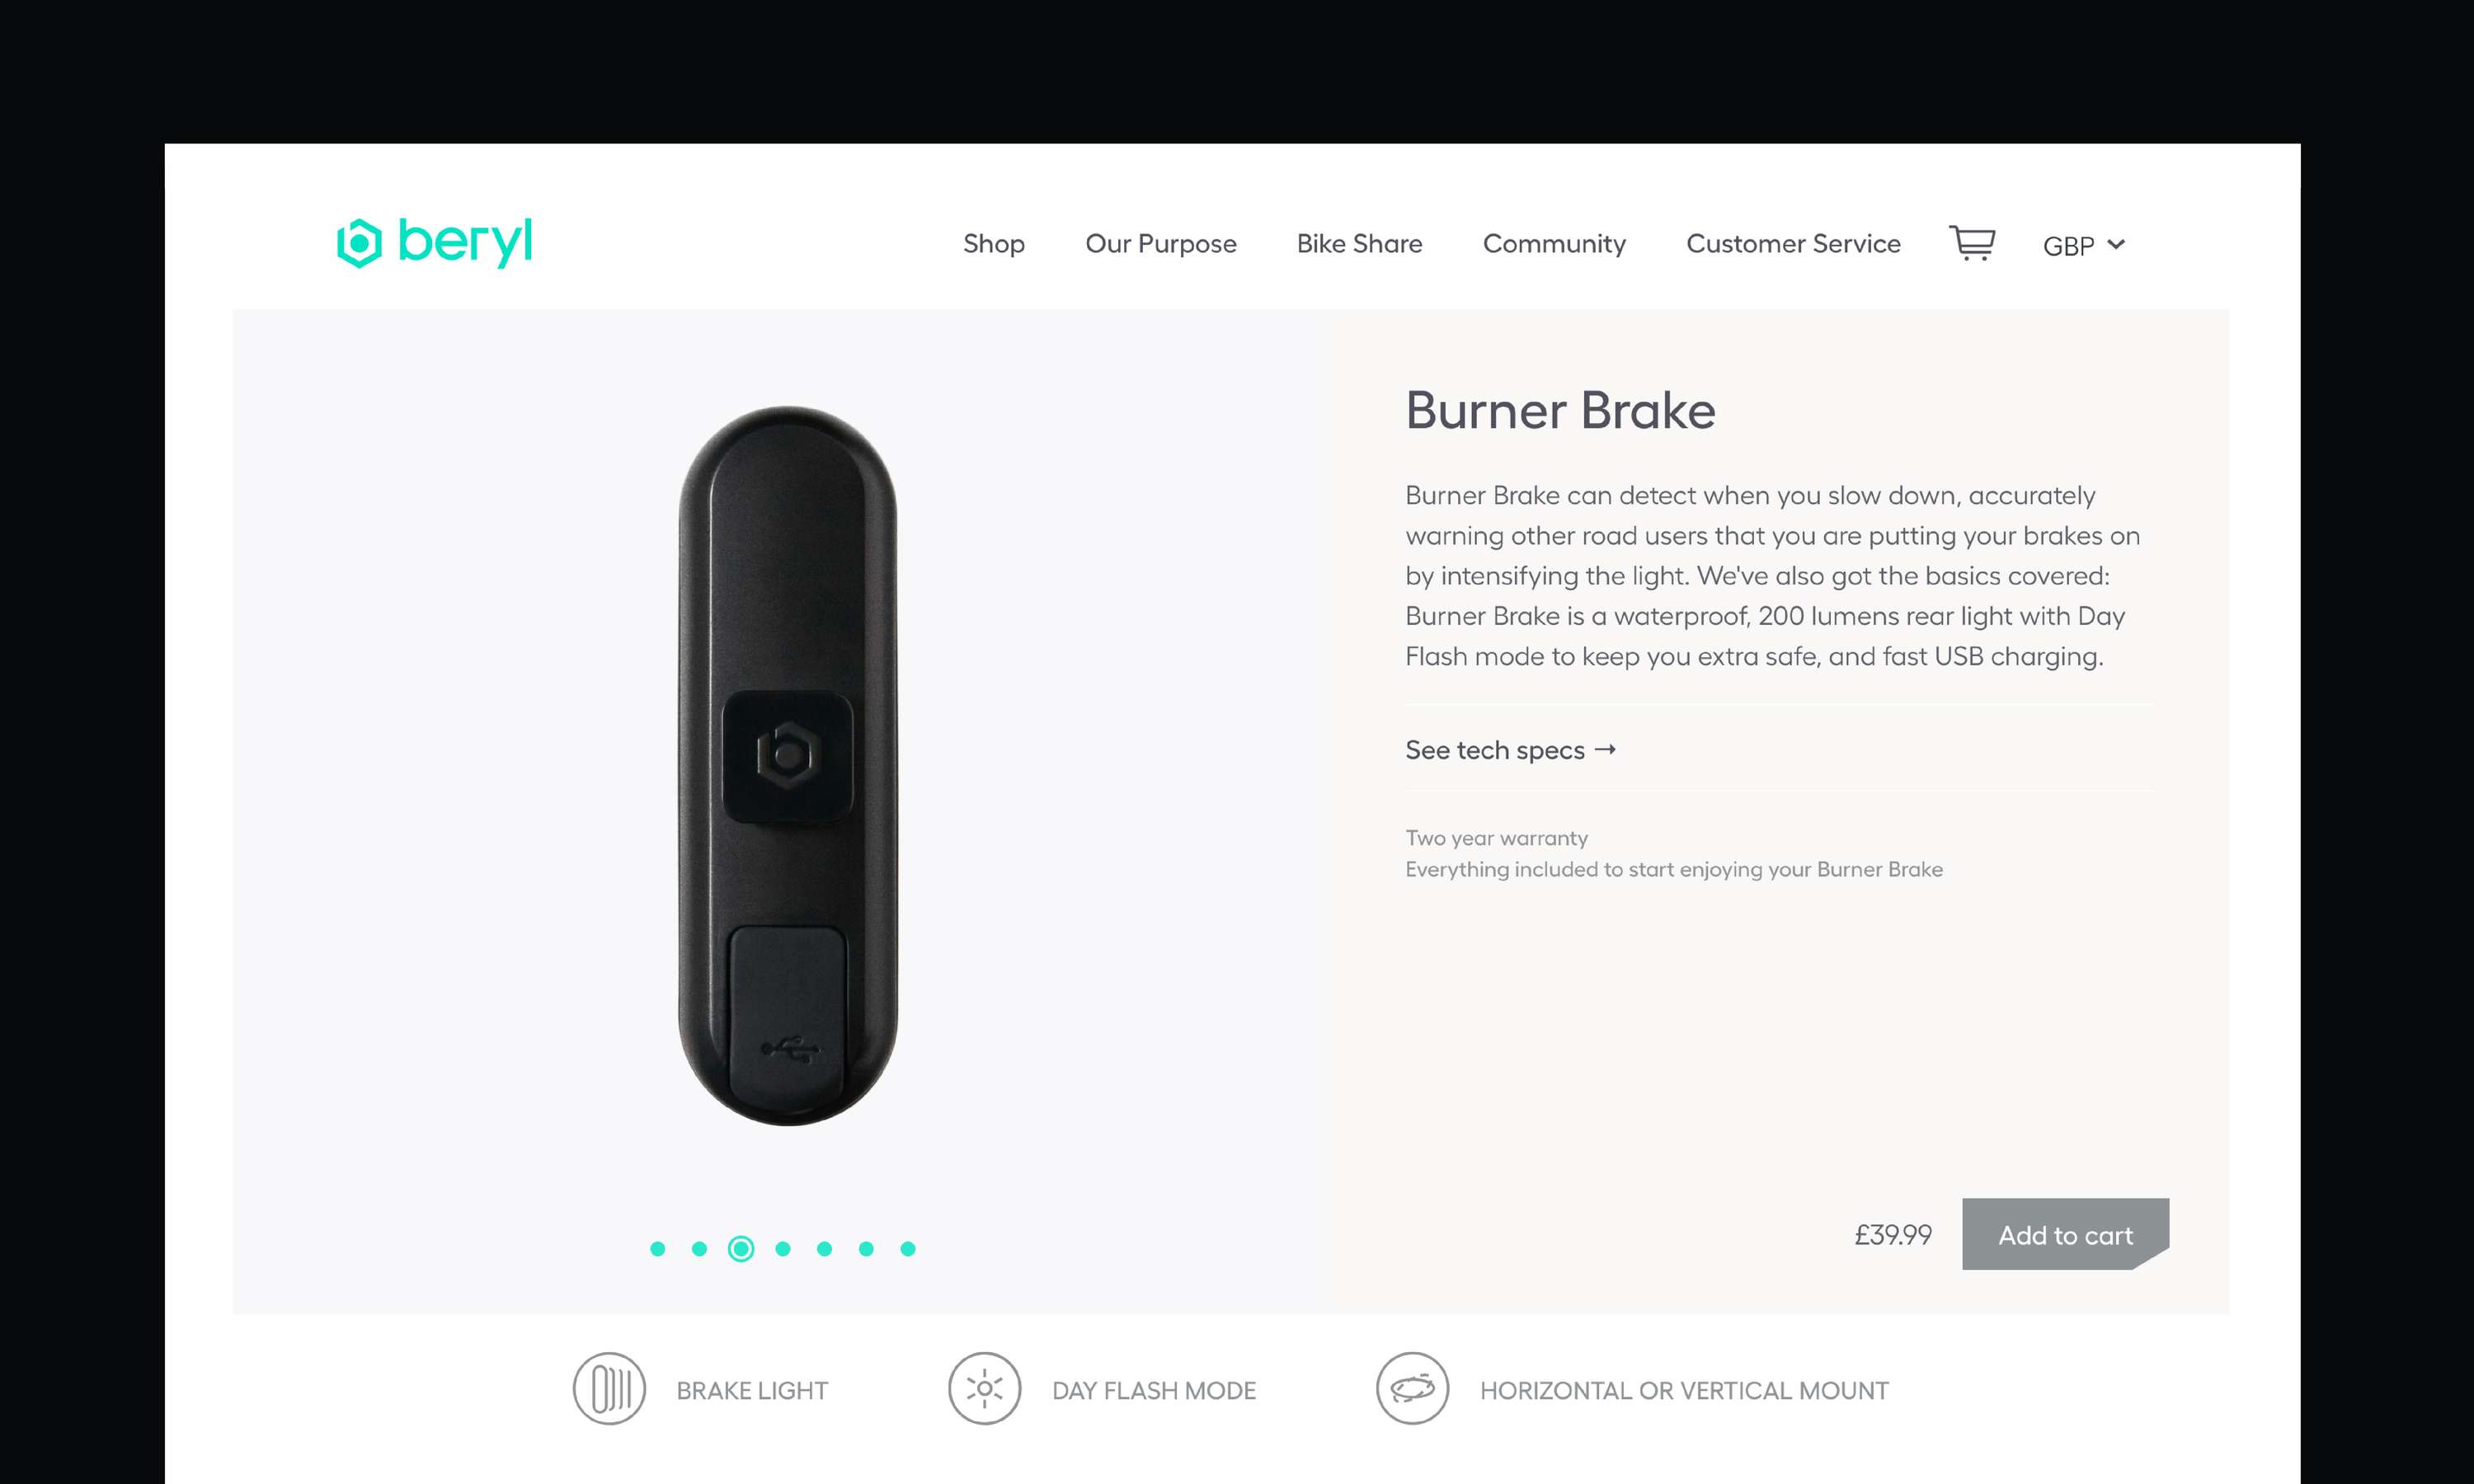 beryl
Shop Our Purpose Bike Share Community Customer Service GBP
Burner Brake
Burner Brake can detect when you slow down, accurately
warning other road users that you are putting your brakes on
by intensifying the light. We've also got the basics covered:
Burner Brake is a waterproof, 200 lumens rear light with Day
Flash mode to keep you extra safe, and fast USB charging.
See tech specs →
Two year warranty
Everything included to start enjoying your Burner Brake
£39.99 Add to cart
BRAKE LIGHT DAY FLASH MODE HORIZONTAL OR VERTICAL MOUNT